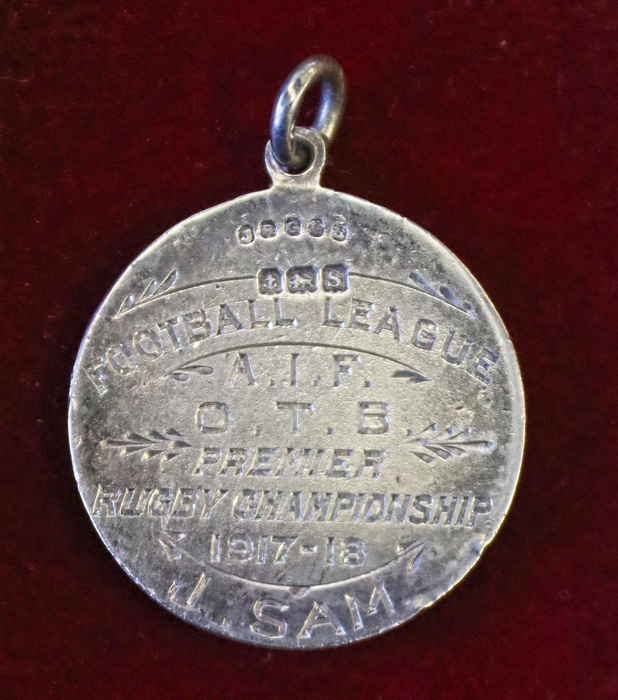 FOOTBALL LEAGUE
A.I.F.
O.T.B.
PREMIER
RUGBY CHAMPIONSHIP
1917-18
J. SAM